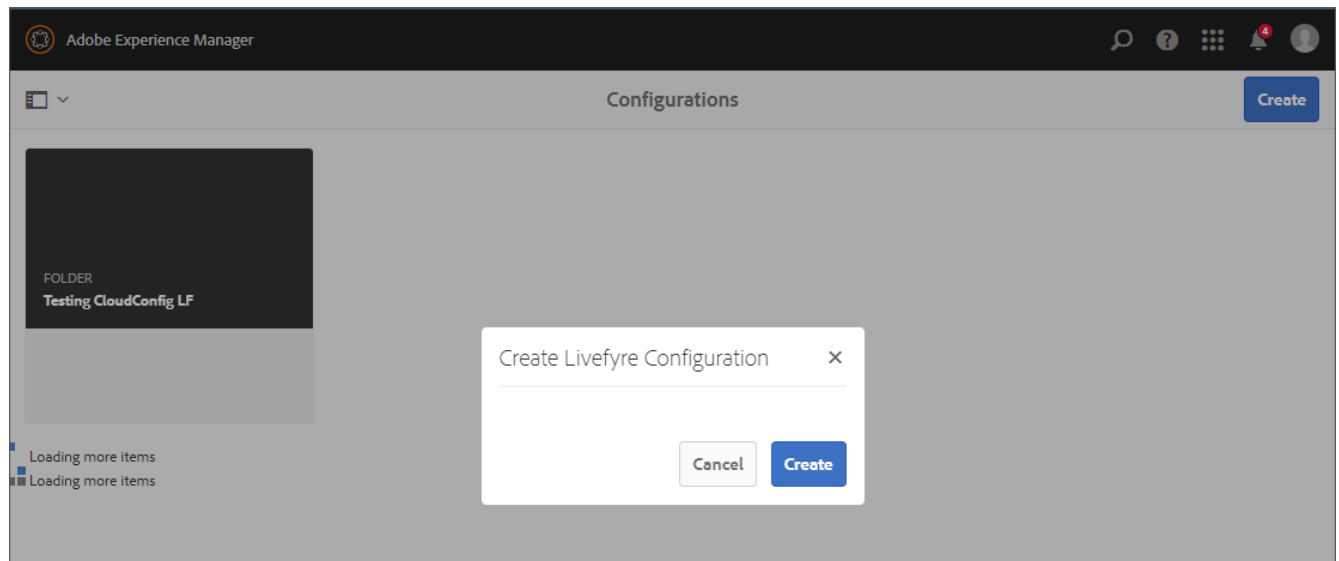 Adobe Experience Manager
4
Configurations
Create
FOLDER
Testing CloudConfig LF
Create Livefyre Configuration
Cancel
Create
Loading more items
Loading more items